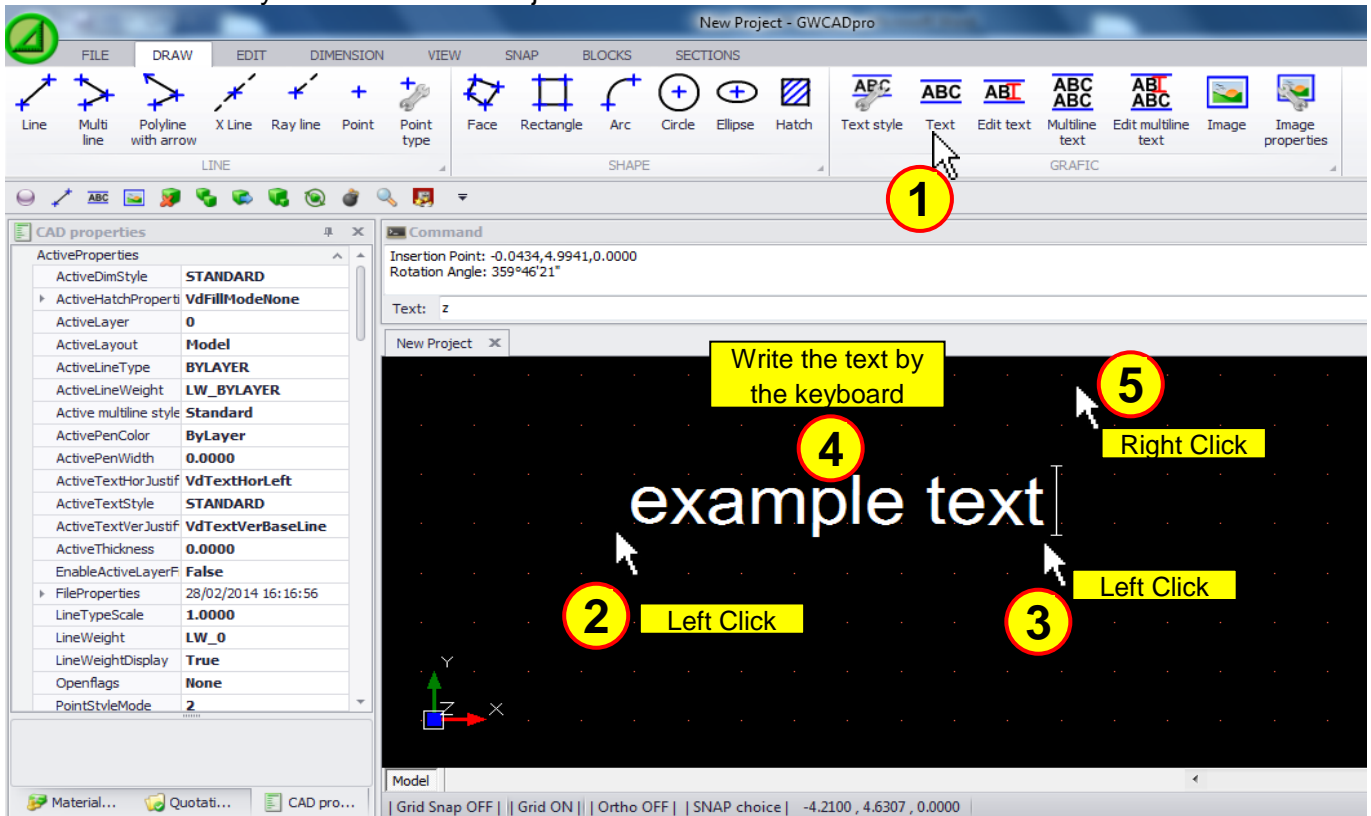 New Project - GWCADpro
FILE DRAW EDIT DIMENSION VIEW SNAP BLOCKS SECTIONS
Line Multi line Polyline with arrow X Line Ray line Point Point type Face Rectangle Arc Circle Ellipse Hatch Text style Text Edit text Multiline text Edit multiline text Image Image properties
ABC ABC ABI ABC ABC ABI ABC
LINE SHAPE GRAFIC
1
ABC
CAD properties
ActiveProperties
ActiveDimStyle STANDARD
ActiveHatchProperti VdFillModeNone
ActiveLayer 0
ActiveLayout Model
ActiveLineType BYLAYER
ActiveLineWeight LW_BYLAYER
Active multiline style Standard
ActivePenColor ByLayer
ActivePenWidth 0.0000
ActiveTextHorJustif VdTextHorLeft
ActiveTextStyle STANDARD
ActiveTextVerJustif VdTextVerBaseLine
ActiveThickness 0.0000
EnableActiveLayerF False
FileProperties 28/02/2014 16:16:56
LineTypeScale 1.0000
LineWeight LW_0
LineWeightDisplay True
Openflags None
PointStyleMode 2
Material... Quotati... CAD pro...
Command
Insertion Point: -0.0434,4.9941,0.0000
Rotation Angle: 359°46'21"
Text: z
New Project
Write the text by
the keyboard
4
5
Right Click
example text
2
Left Click
3
Left Click
Y
Z X
Model
|Grid Snap OFF| |Grid ON| |Ortho OFF| |SNAP choice| -4.2100 , 4.6307 , 0.0000